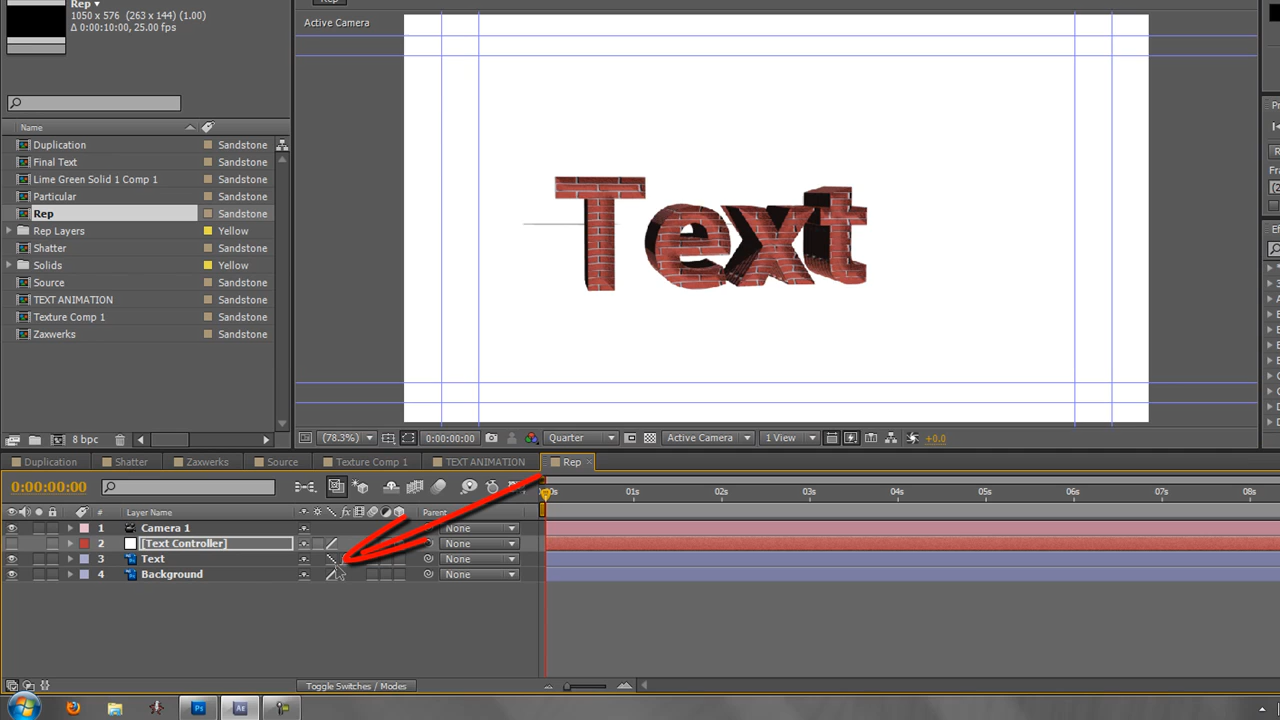 Rep ▾
1050 x 576 (263 x 144) (1.00)
Δ 0:00:10:00, 25.00 fps
Rep
Active Camera
Name
Duplication Sandstone
Final Text Sandstone
Lime Green Solid 1 Comp 1 Sandstone
Particular Sandstone
Rep Sandstone
Rep Layers Yellow
Shatter Sandstone
Solids Yellow
Source Sandstone
TEXT ANIMATION Sandstone
Texture Comp 1 Sandstone
Zaxwerks Sandstone
Text
8 bpc
(78.3%) 0:00:00:00 Quarter Active Camera 1 View +0.0
Duplication Shatter Zaxwerks Source Texture Comp 1 TEXT ANIMATION Rep
0:00:00:00
01s 02s 03s 04s 05s 06s 07s 08s
# Layer Name fx Parent
1 Camera 1 None
2 [Text Controller] None
3 Text None
4 Background None
Toggle Switches / Modes
Ps Ae